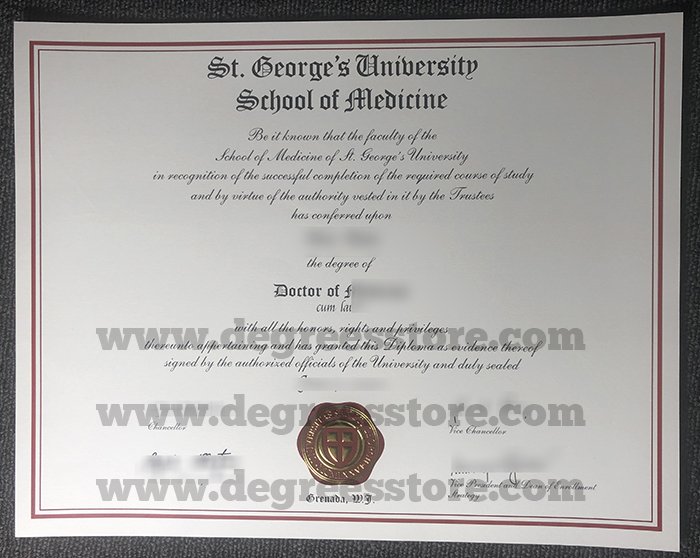 St. George's University
School of Medicine
Be it known that the faculty of the
School of Medicine of St. George's University
in recognition of the successful completion of the required course of study
and by virtue of the authority vested in it by the Trustees
has conferred upon
the degree of
Doctor of
cum
www.degresstore.com
with all the honors, rights and privileges
thereunto appertaining and has granted this Diploma as evidence thereof
signed by the authorized officials of the University and duly sealed
www.degresstore.com
Chancellor
Vice Chancellor
www.degresstore.com
Vice President and Dean of Enrollment
Strategy
Grenada, W.I.